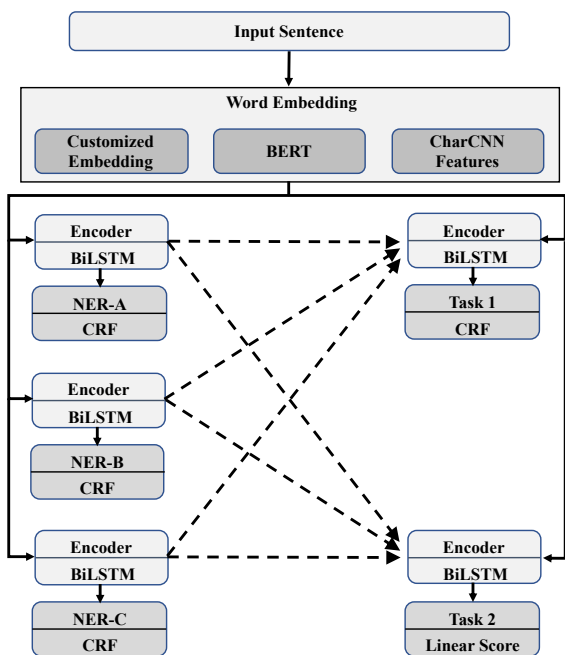 Input Sentence
Word Embedding
Customized
Embedding
BERT
CharCNN
Features
Encoder
BiLSTM
NER-A
CRF
Encoder
BiLSTM
Task 1
CRF
Encoder
BiLSTM
NER-B
CRF
Encoder
BiLSTM
NER-C
CRF
Encoder
BiLSTM
Task 2
Linear Score